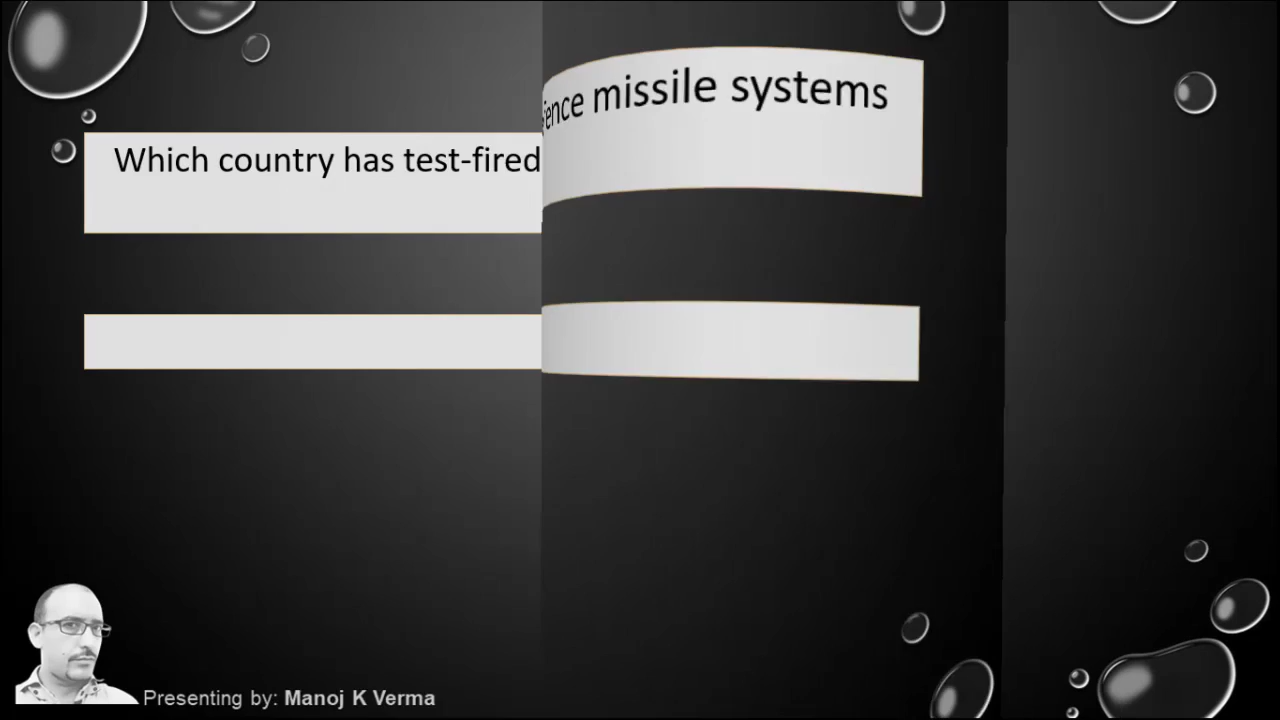 Which country has test-fired
missile systems
Presenting by: Manoj K Verma